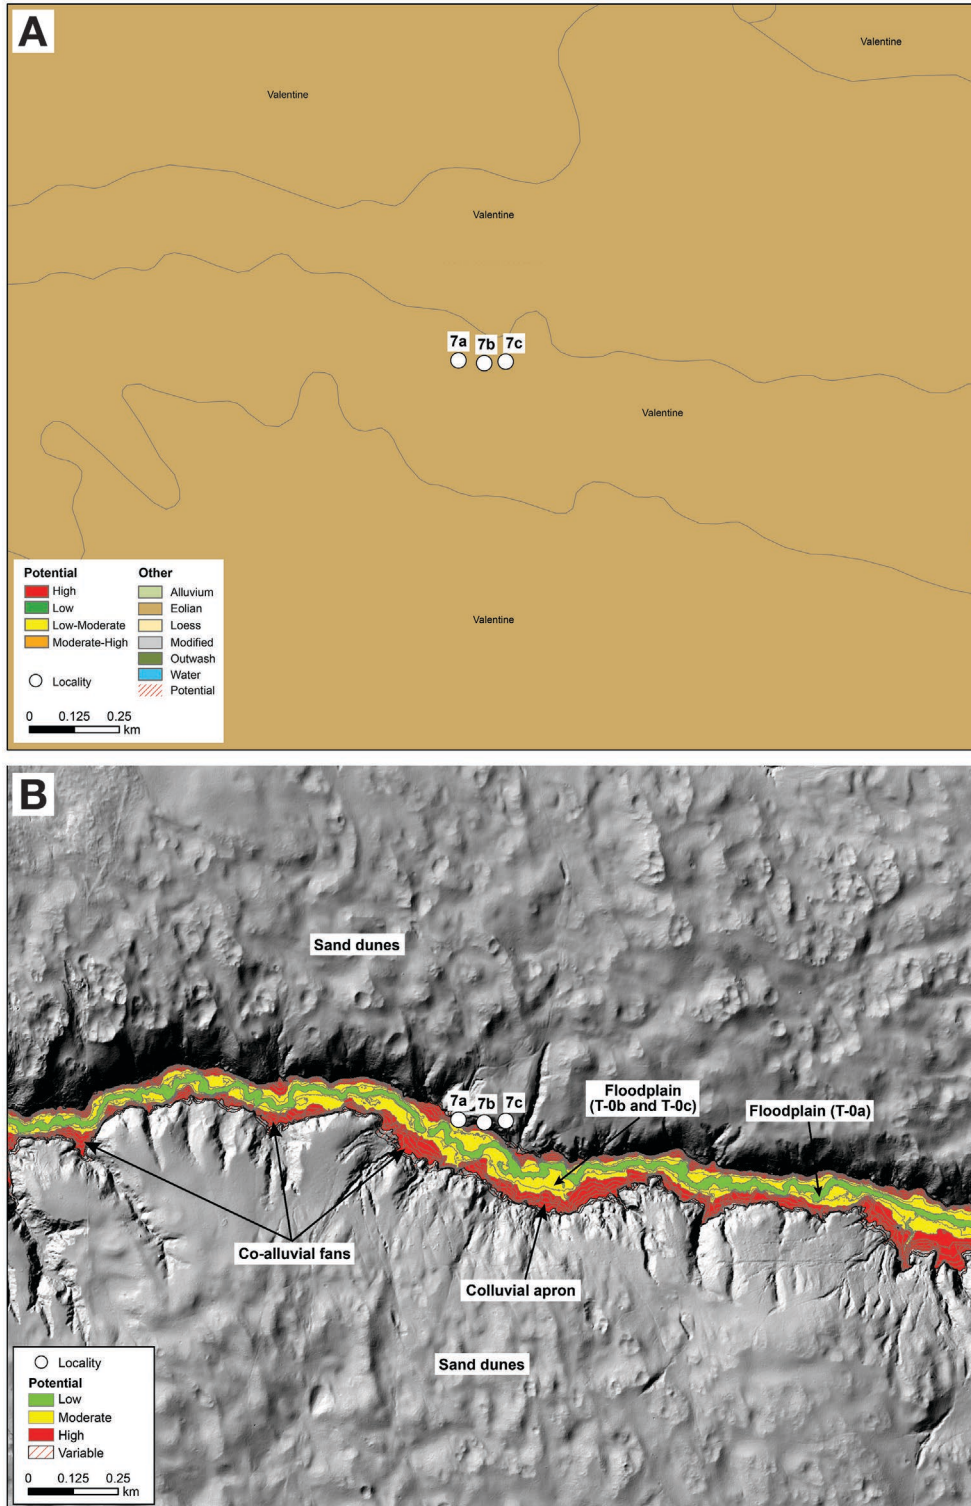 A
Valentine
Valentine
Valentine
7a
7b
7c
Valentine
Valentine
Potential
High
Low
Low-Moderate
Moderate-High
Locality
0 0.125 0.25
km
Other
Alluvium
Eolian
Loess
Modified
Outwash
Water
Potential
B
Sand dunes
7a
7b
7c
Floodplain
(T-0b and T-0c)
Floodplain (T-0a)
Co-alluvial fans
Colluvial apron
Sand dunes
Locality
Potential
Low
Moderate
High
Variable
0 0.125 0.25
km